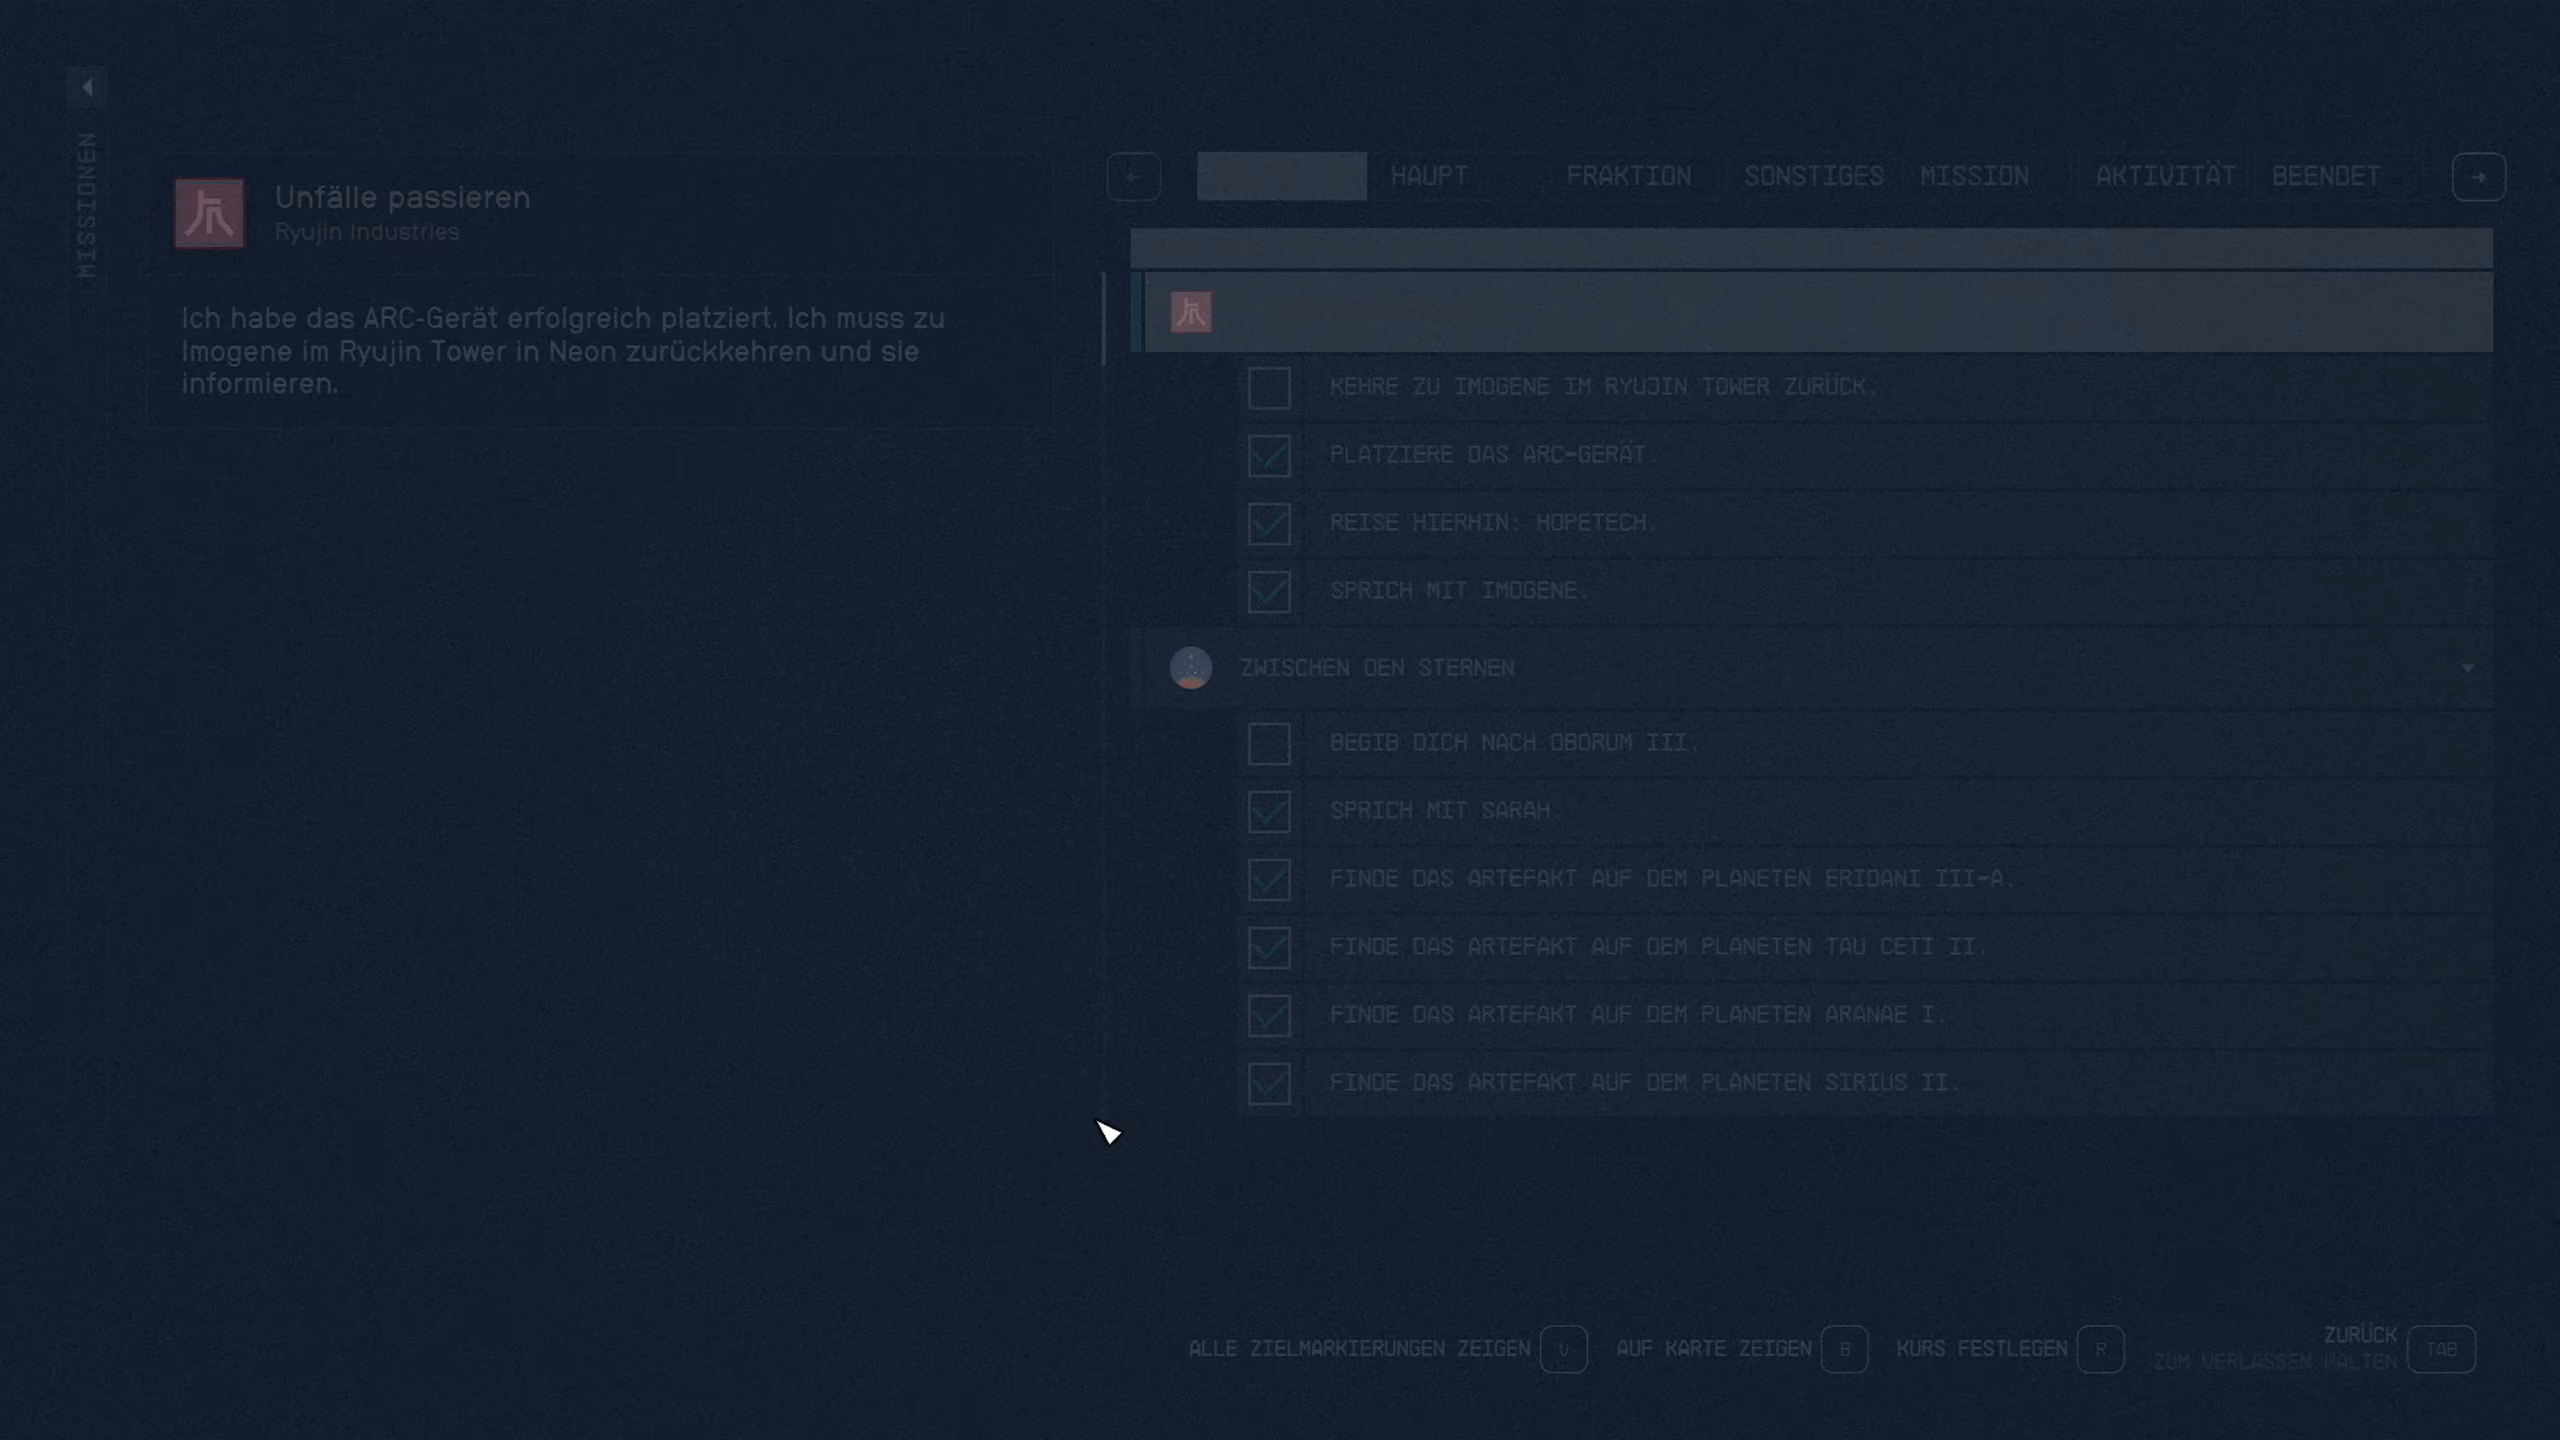 MISSIONEN
Unfälle passieren
Ryujin Industries
Ich habe das ARC-Gerät erfolgreich platziert. Ich muss zu
Imogene im Ryujin Tower in Neon zurückkehren und sie
informieren.
HAUPT
FRAKTION
SONSTIGES
MISSION
AKTIVITÄT
BEENDET
KEHRE ZU IMOGENE IM RYUJIN TOWER ZURÜCK.
PLATZIERE DAS ARC-GERÄT.
REISE HIERHIN: HOPETECH.
SPRICH MIT IMOGENE.
ZWISCHEN DEN STERNEN
BEGIB DICH NACH OBORUM III.
SPRICH MIT SARAH.
FINDE DAS ARTEFAKT AUF DEM PLANETEN ERIDANI III-A.
FINDE DAS ARTEFAKT AUF DEM PLANETEN TAU CETI II.
FINDE DAS ARTEFAKT AUF DEM PLANETEN ARANAE I.
FINDE DAS ARTEFAKT AUF DEM PLANETEN SIRIUS II.
ALLE ZIELMARKIERUNGEN ZEIGEN
AUF KARTE ZEIGEN B
KURS FESTLEGEN R
ZURÜCK TAB
ZUM VERLASSEN HALTEN